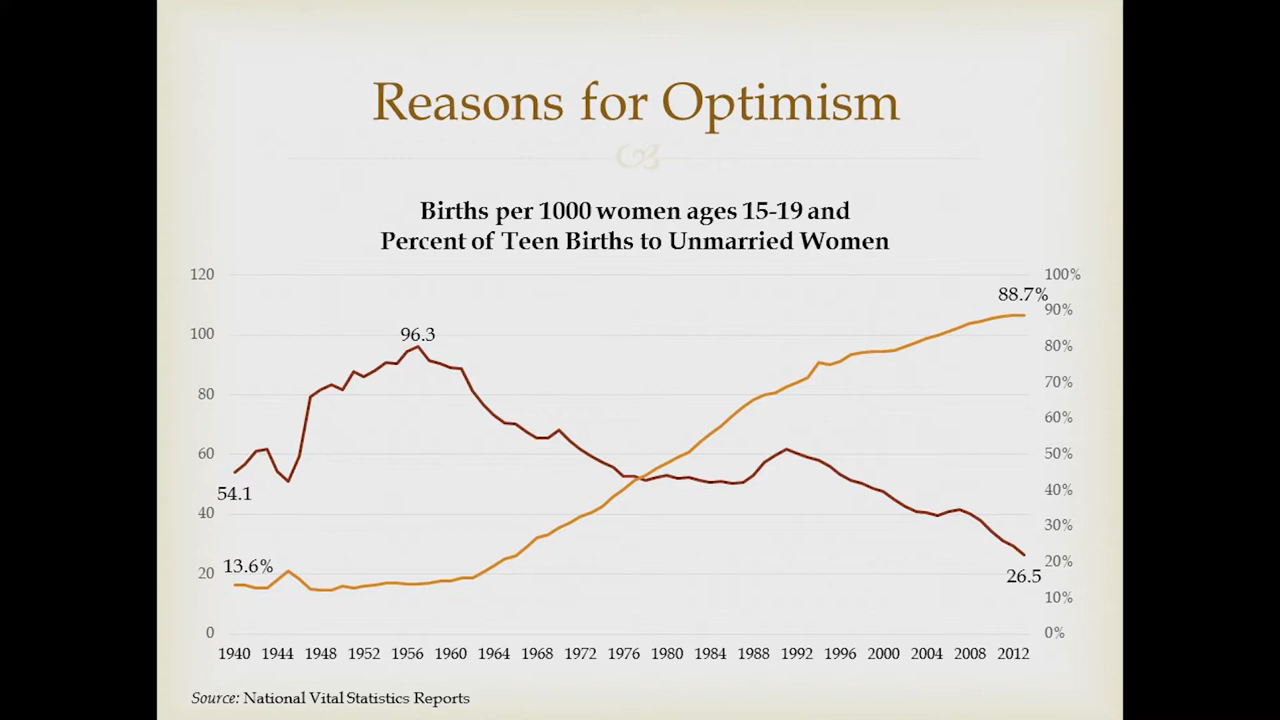 Reasons for Optimism
Births per 1000 women ages 15-19 and
Percent of Teen Births to Unmarried Women
120 100%
88.7%
90%
100 96.3 80%
80 70%
60%
60 50%
54.1 40%
40 30%
13.6% 20%
20 26.5
10%
0 0%
1940 1944 1948 1952 1956 1960 1964 1968 1972 1976 1980 1984 1988 1992 1996 2000 2004 2008 2012
Source: National Vital Statistics Reports